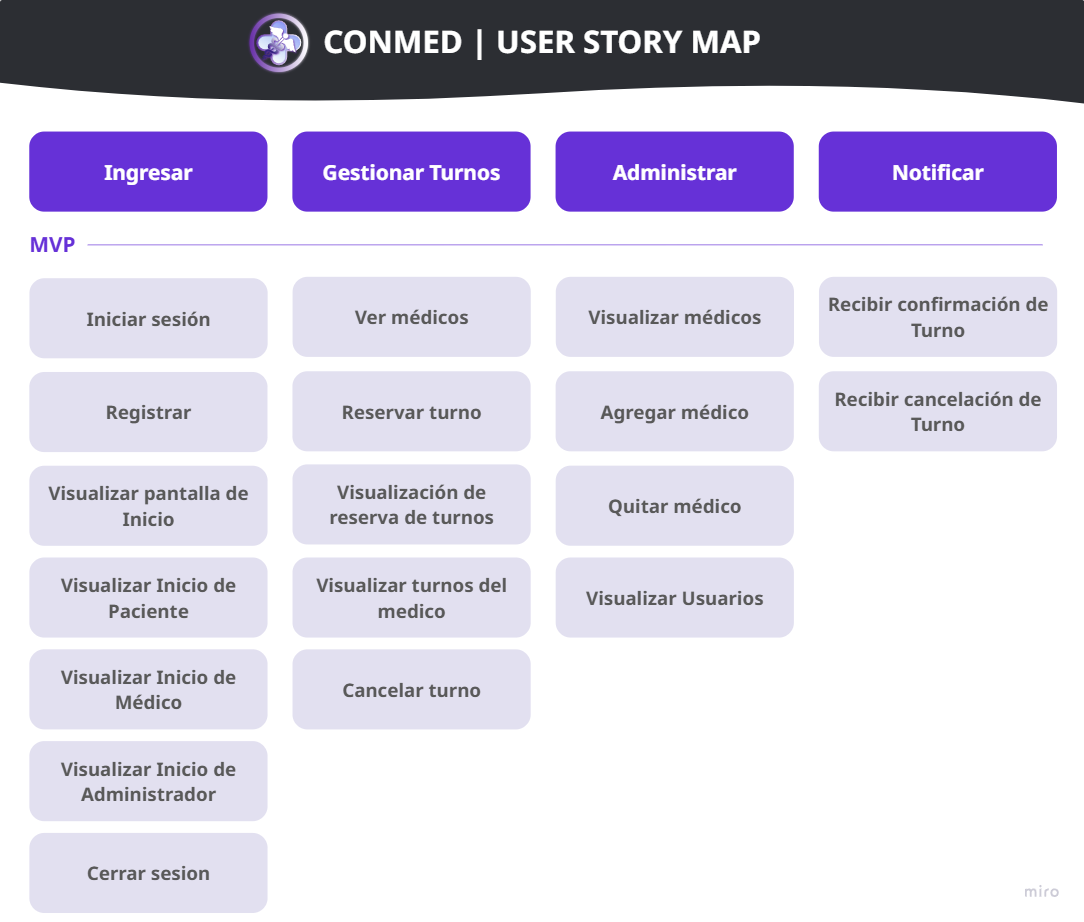 CONMED | USER STORY MAP
Ingresar
Gestionar Turnos
Administrar
Notificar
MVP
Iniciar sesión
Registrar
Visualizar pantalla de
Inicio
Visualizar Inicio de
Paciente
Visualizar Inicio de
Médico
Visualizar Inicio de
Administrador
Cerrar sesion
Ver médicos
Reservar turno
Visualización de
reserva de turnos
Visualizar turnos del
medico
Cancelar turno
Visualizar médicos
Agregar médico
Quitar médico
Visualizar Usuarios
Recibir confirmación de
Turno
Recibir cancelación de
Turno
miro